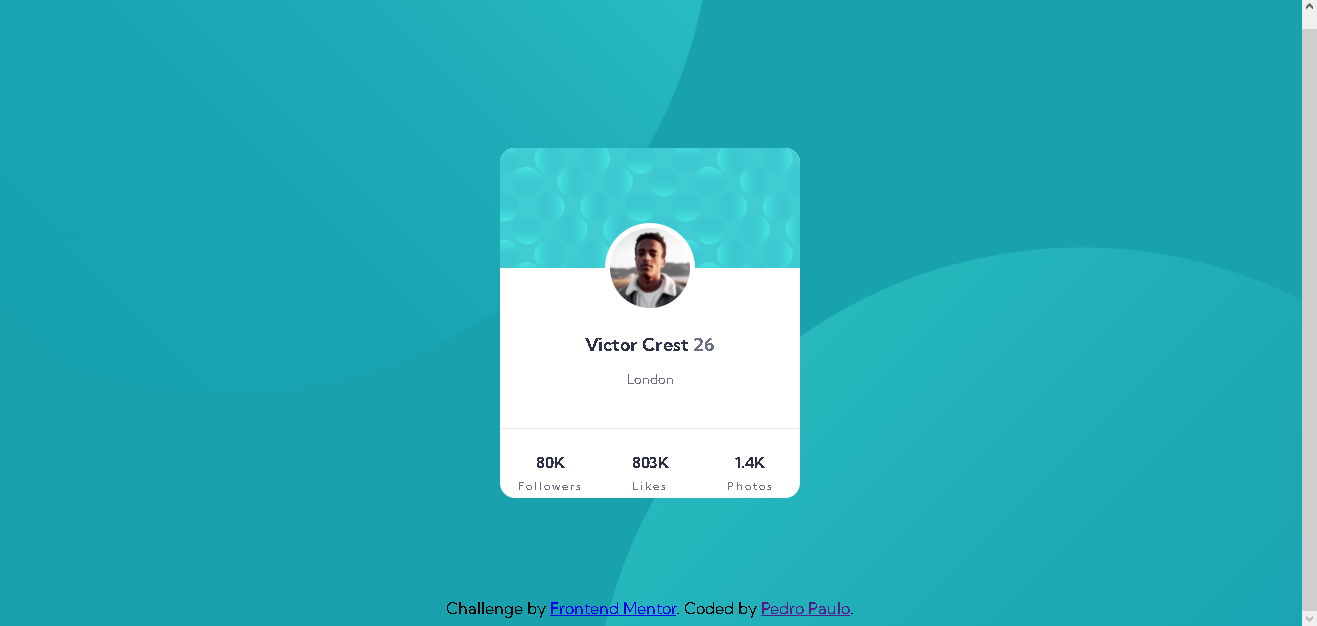 Victor Crest 26
London
80K 803K 1.4K
Followers Likes Photos
Challenge by Frontend Mentor. Coded by Pedro Paulo.